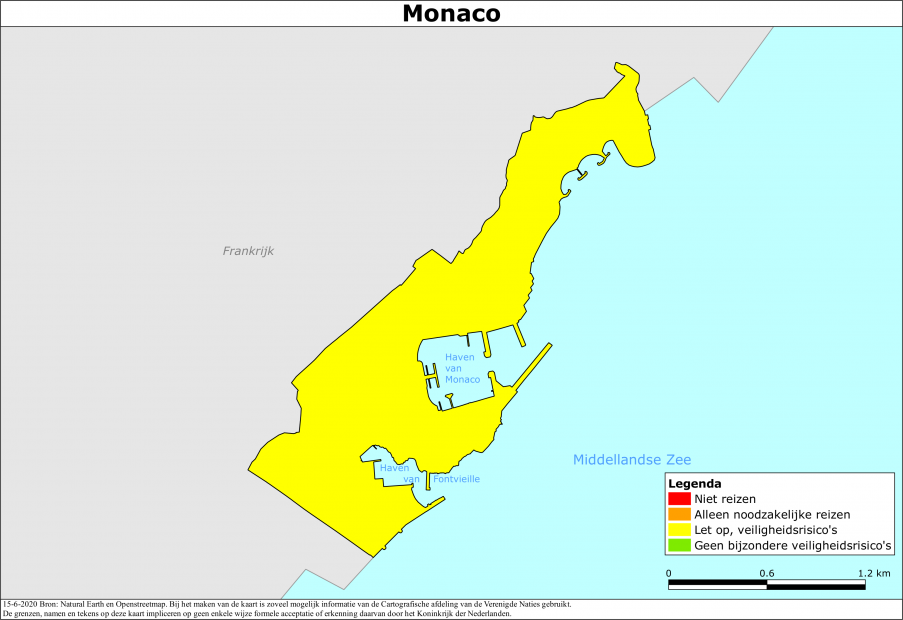 Monaco
Frankrijk
Haven
van
Monaco
Haven
van Fontvieille
Middellandse Zee
Legenda
Niet reizen
Alleen noodzakelijke reizen
Let op, veiligheidsrisico's
Geen bijzondere veiligheidsrisico's
0 0.6 1.2 km
15-6-2020 Bron: Natural Earth en Openstreetmap. Bij het maken van de kaart is zoveel mogelijk informatie van de Cartografische afdeling van de Verenigde Naties gebruikt.
De grenzen, namen en tekens op deze kaart impliceren op geen enkele wijze formele acceptatie of erkenning daarvan door het Koninkrijk der Nederlanden.